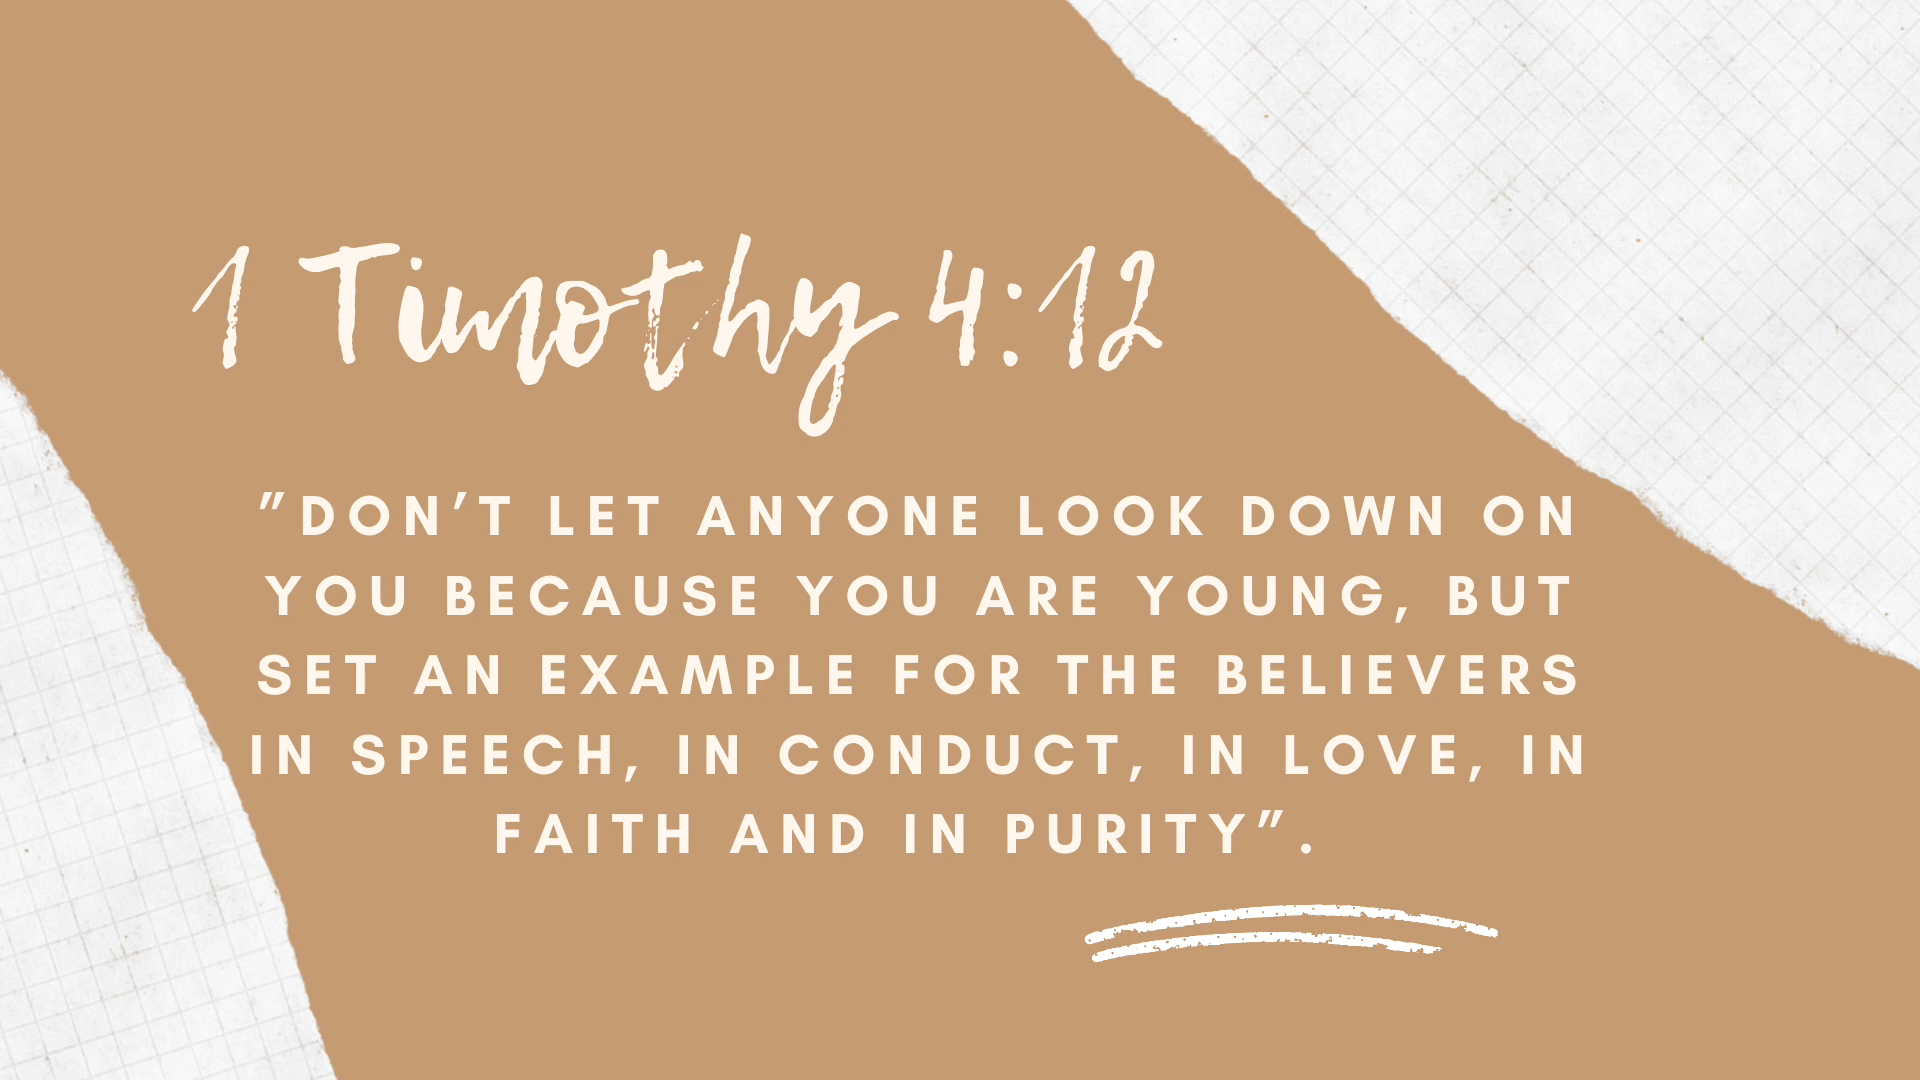 1 Timothy 4:12
”DON’T LET ANYONE LOOK DOWN ON
YOU BECAUSE YOU ARE YOUNG, BUT
SET AN EXAMPLE FOR THE BELIEVERS
IN SPEECH, IN CONDUCT, IN LOVE, IN
FAITH AND IN PURITY”.